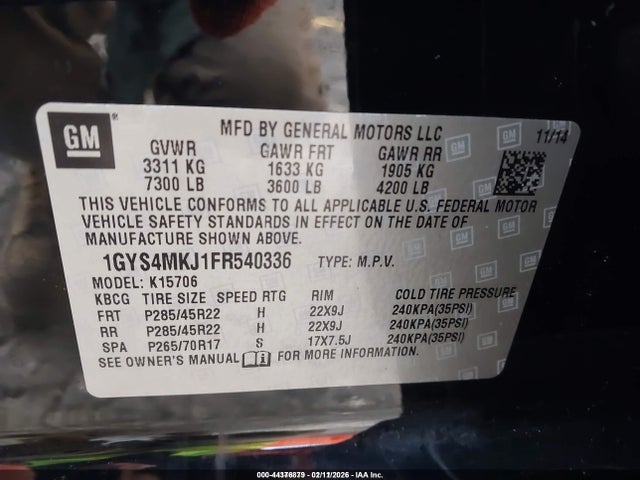 GM
MFD BY GENERAL MOTORS LLC
11/14
GVWR GAWR FRT GAWR RR
3311 KG 1633 KG 1905 KG
7300 LB 3600 LB 4200 LB
THIS VEHICLE CONFORMS TO ALL APPLICABLE U.S. FEDERAL MOTOR
VEHICLE SAFETY STANDARDS IN EFFECT ON THE DATE OF
MANUFACTURE SHOWN ABOVE.
1GYS4MKJ1FR540336 TYPE: M.P.V.
MODEL: K15706
KBCG TIRE SIZE SPEED RTG RIM COLD TIRE PRESSURE
FRT P285/45R22 H 22X9J 240KPA(35PSI)
RR P285/45R22 H 22X9J 240KPA(35PSI)
SPA P265/70R17 S 17X7.5J 240KPA(35PSI)
SEE OWNER'S MANUAL FOR MORE INFORMATION.
000-44376879 - 02/12/2026 - IAA Inc.